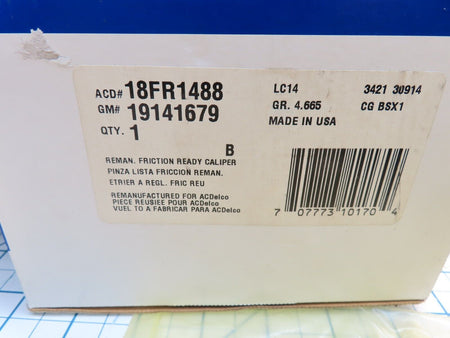 ACD# 18FR1488
GM# 19141679
QTY. 1
B
LC14 3421 30914
GR. 4.665 CG BSX1
MADE IN USA
REMAN. FRICTION READY CALIPER
PINZA LISTA FRICCION REMAN.
ETRIER A REGL. FRIC REU
REMANUFACTURED FOR ACDelco
PIECE REUSIEE POUR ACDelco
VUEL TO A FABRICAR PARA ACDelco
7 07773 10170 4